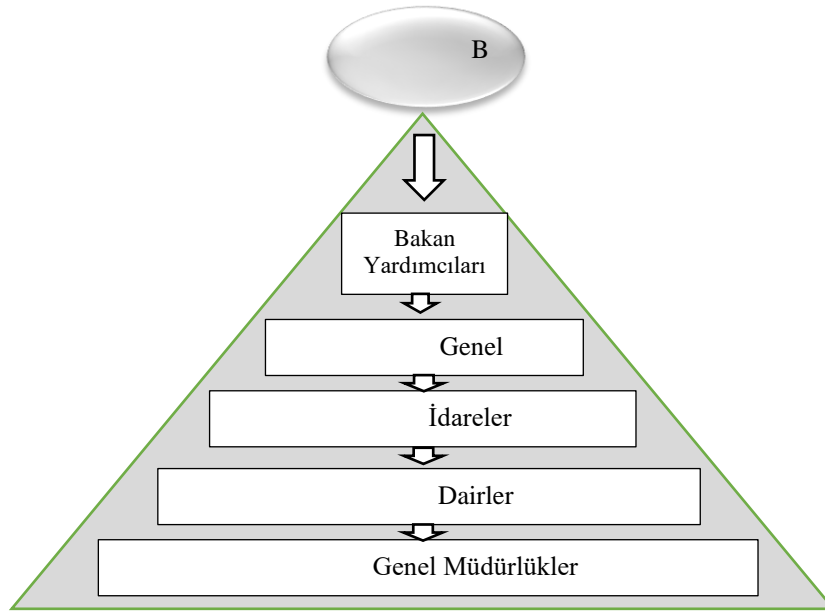 B
Bakan
Yardımcıları
Genel
İdareler
Dairler
Genel Müdürlükler